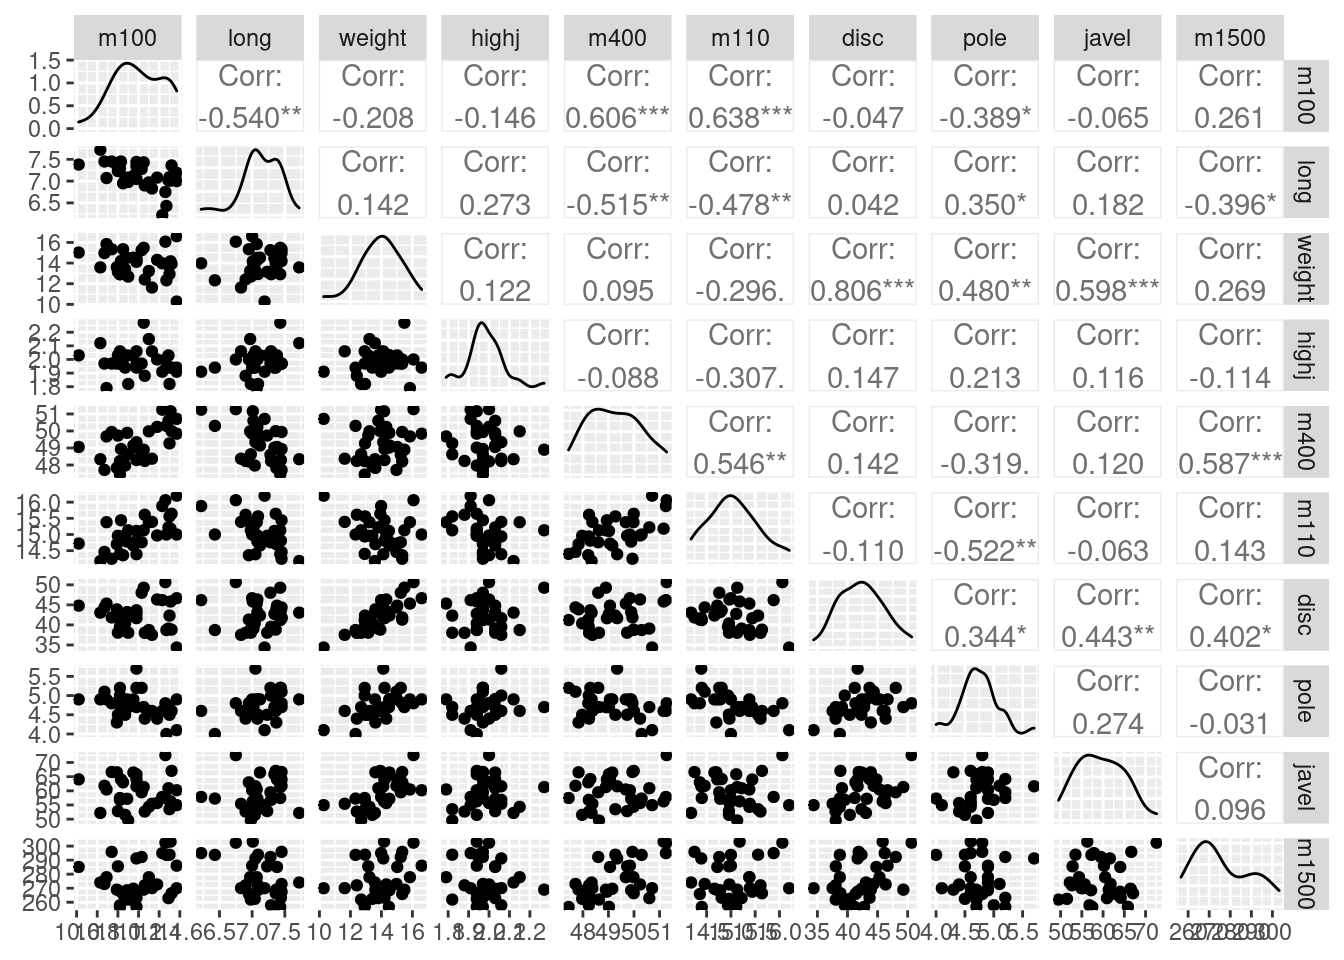 m100 long weight highj m400 m110 disc pole javel m1500
1.5
1.0
0.5
0.0
Corr: Corr: Corr: Corr: Corr: Corr: Corr: Corr: Corr:
-0.540** -0.208 -0.146 0.606*** 0.638*** -0.047 -0.389* -0.065 0.261
m100
7.5
7.0
6.5
Corr: Corr: Corr: Corr: Corr: Corr: Corr: Corr:
0.142 0.273 -0.515** -0.478** 0.042 0.350* 0.182 -0.396*
long
16
14
12
10
Corr: Corr: Corr: Corr: Corr: Corr: Corr:
0.122 0.095 -0.296. 0.806*** 0.480** 0.598*** 0.269
weight
2.2
2.1
2.0
1.9
1.8
Corr: Corr: Corr: Corr: Corr: Corr:
-0.088 -0.307. 0.147 0.213 0.116 -0.114
highj
51
50
49
48
Corr: Corr: Corr: Corr: Corr:
0.546** 0.142 -0.319. 0.120 0.587***
m400
16.0
15.5
15.0
14.5
Corr: Corr: Corr: Corr:
-0.110 -0.522** -0.063 0.143
m110
50
45
40
35
Corr: Corr: Corr:
0.344* 0.443** 0.402*
disc
5.5
5.0
4.5
4.0
Corr: Corr:
0.274 -0.031
pole
70
65
60
55
50
Corr:
0.096
javel
300
290
280
270
260
m1500
6.5 7.0 7.5 10 12 14 16 48 49 50 51 35 40 45 50 4.0 4.5 5.0 5.5 50 55 60 65 70 260 270 280 290 300